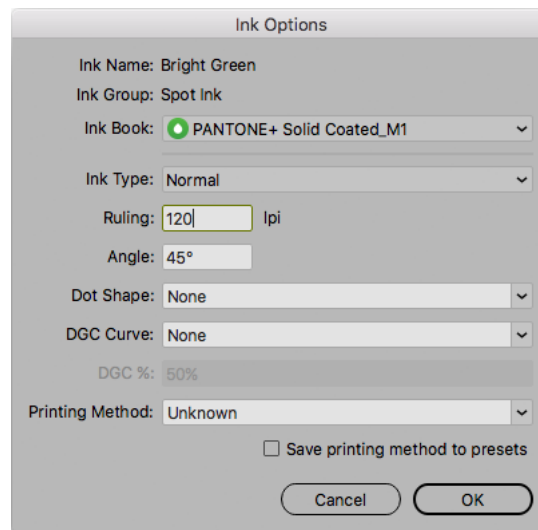 Ink Options
Ink Name: Bright Green
Ink Group: Spot Ink
Ink Book: PANTONE+ Solid Coated_M1
Ink Type: Normal
Ruling: 120 lpi
Angle: 45°
Dot Shape: None
DGC Curve: None
DGC %: 50%
Printing Method: Unknown
Save printing method to presets
Cancel OK